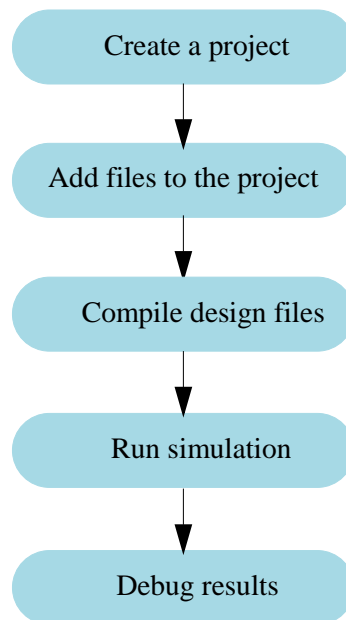 Create a project
Add files to the project
Compile design files
Run simulation
Debug results